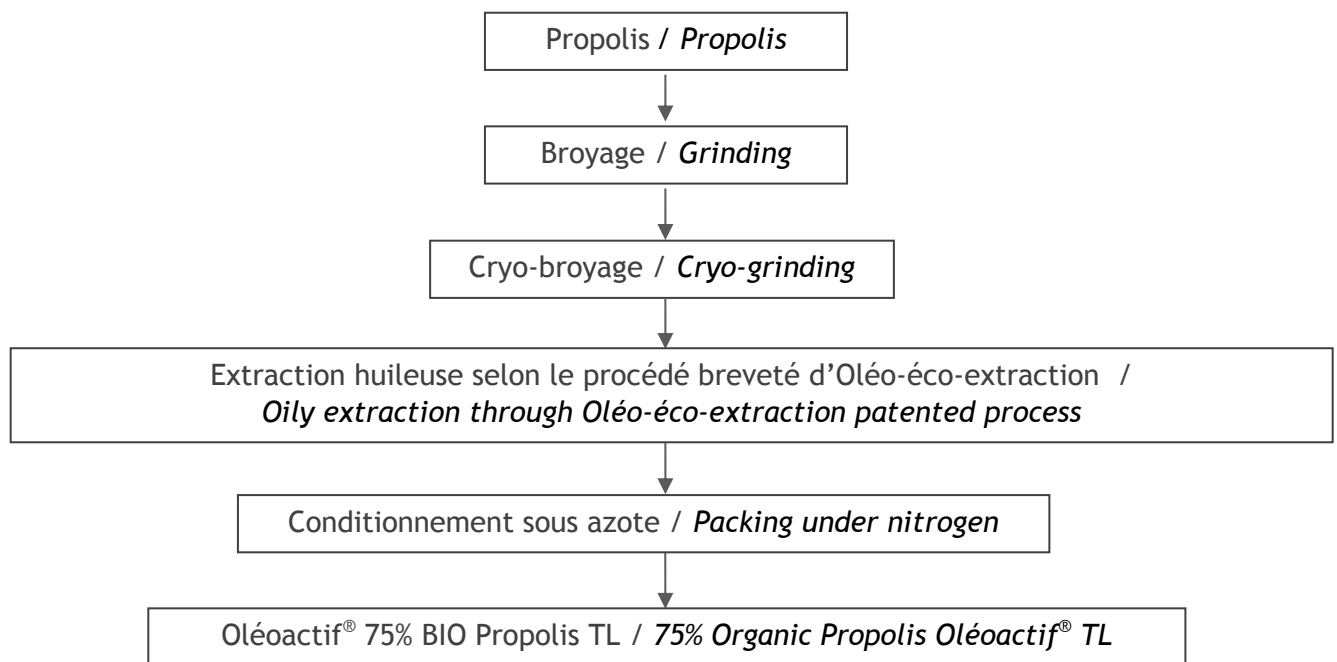 Propolis / Propolis
Broyage / Grinding
Cryo-broyage / Cryo-grinding
Extraction huileuse selon le procédé breveté d’Oléo-éco-extraction /
Oily extraction through Oléo-éco-extraction patented process
Conditionnement sous azote / Packing under nitrogen
Oléoactif® 75% BIO Propolis TL / 75% Organic Propolis Oléoactif® TL